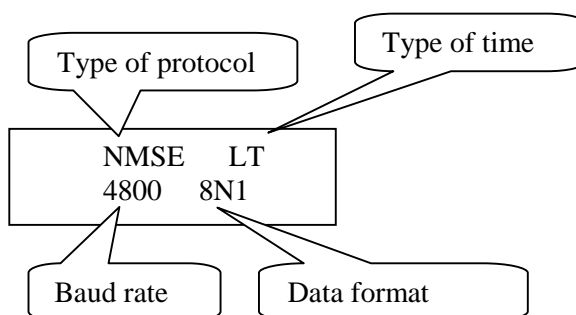 Type of time
Type of protocol
NMSE LT
4800 8N1
Baud rate Data format